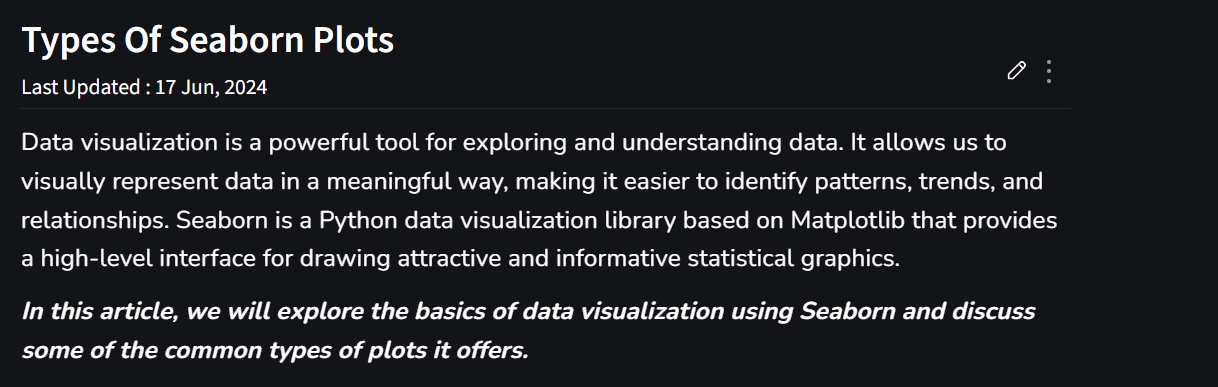 Types Of Seaborn Plots
Last Updated : 17 Jun, 2024
Data visualization is a powerful tool for exploring and understanding data. It allows us to
visually represent data in a meaningful way, making it easier to identify patterns, trends, and
relationships. Seaborn is a Python data visualization library based on Matplotlib that provides
a high-level interface for drawing attractive and informative statistical graphics.
In this article, we will explore the basics of data visualization using Seaborn and discuss
some of the common types of plots it offers.